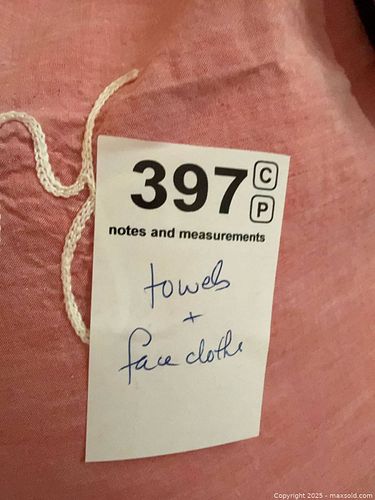 397 C
P
notes and measurements
towels
+
face cloths
Copyright 2025 - maxsold.com